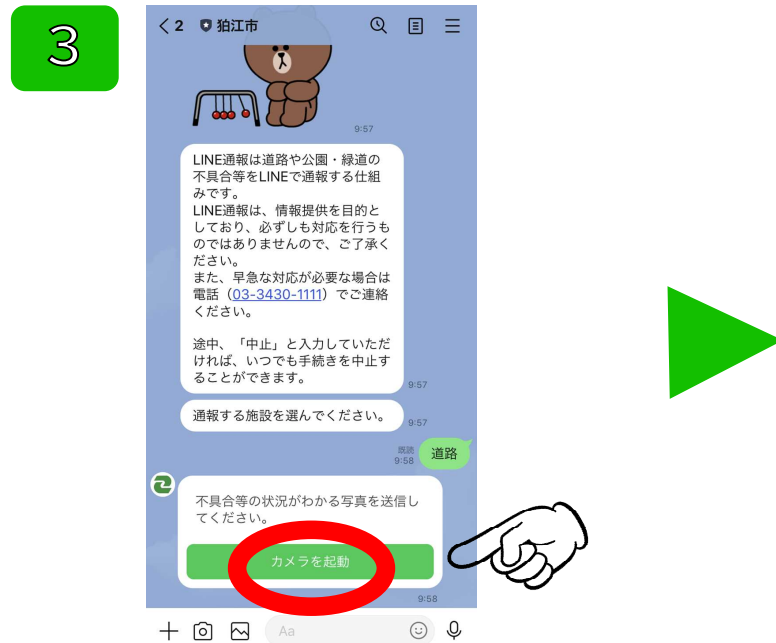 3
2 狛江市
9:57
LINE通報は道路や公園・緑道の
不具合等をLINEで通報する仕組
みです。
LINE通報は、情報提供を目的と
しており、必ずしも対応を行うも
のではありませんので、ご了承く
ださい。
また、早急な対応が必要な場合は
電話（03-3430-1111）でご連絡
ください。
途中、「中止」と入力していただ
ければ、いつでも手続きを中止す
ることができます。
9:57
通報する施設を選んでください。
9:57
既読
9:58
道路
不具合等の状況がわかる写真を送信し
てください。
カメラを起動
9:58
Aa